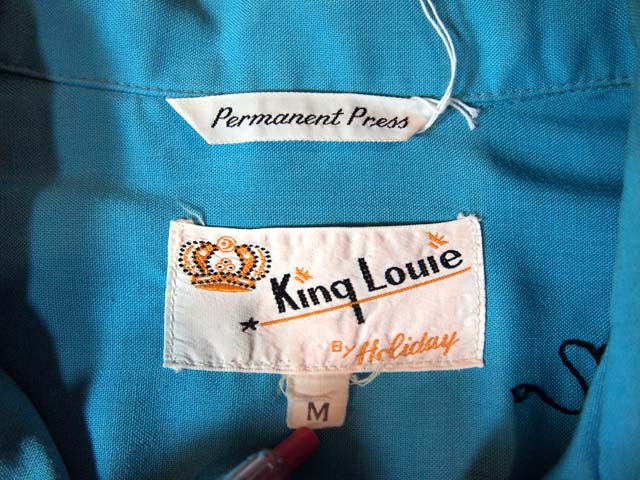 Permanent Press
King Louie
By Holiday
M